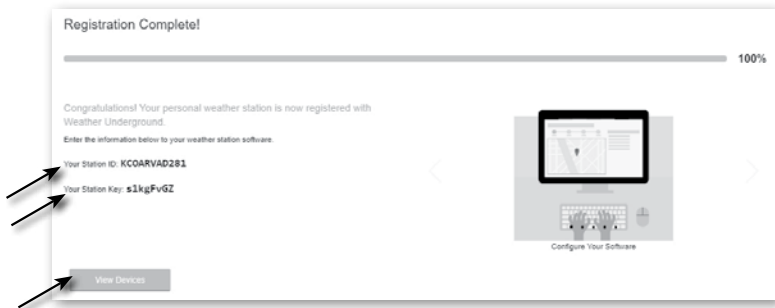 Registration Complete!
100%
Congratulations! Your personal weather station is now registered with
Weather Underground.
Enter the information below to your weather station software.
Your Station ID: KCOARVAD281
Your Station Key: s1kgFvGZ
Configure Your Software
View Devices